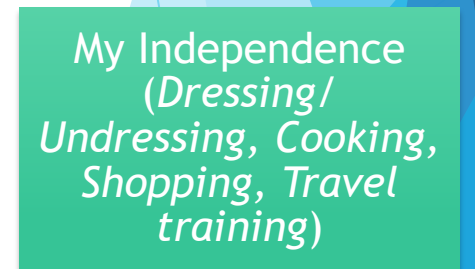 My Independence
(Dressing/
Undressing, Cooking,
Shopping, Travel
training)